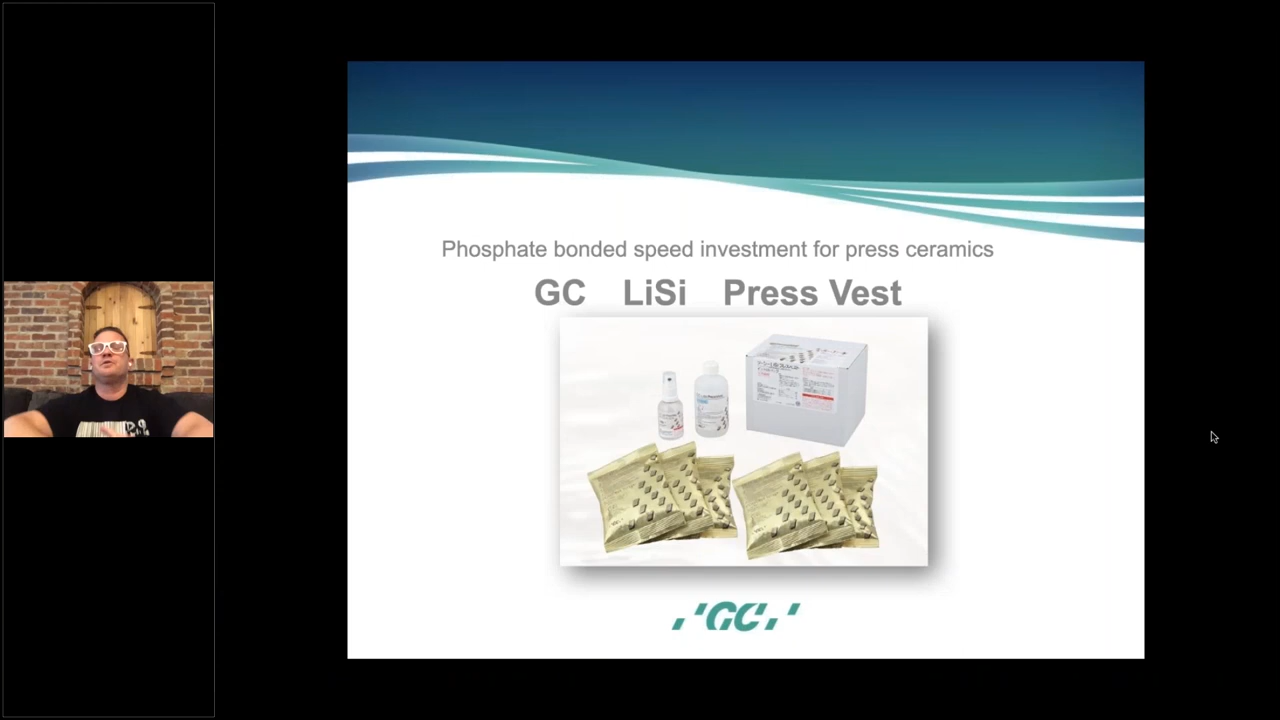 Phosphate bonded speed investment for press ceramics
GC LiSi Press Vest
GC